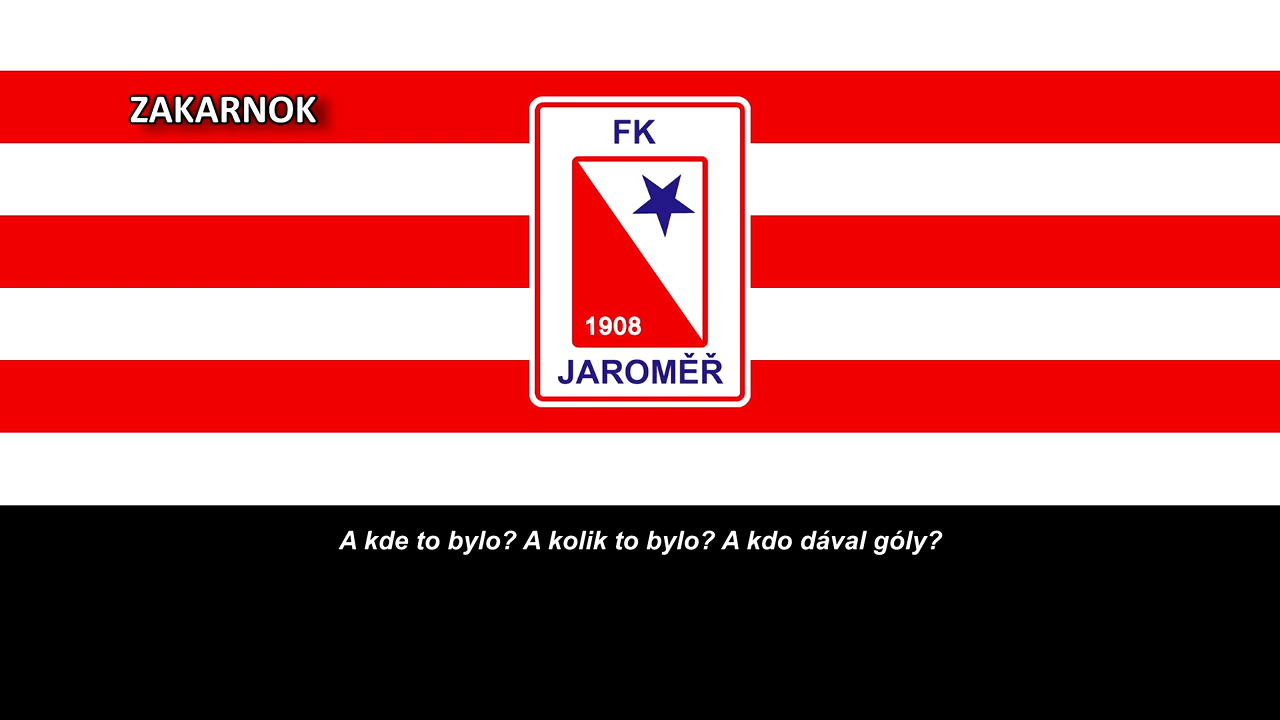 ZAKARNOK
FK
1908
JAROMĚŘ
A kde to bylo? A kolik to bylo? A kdo dával góly?